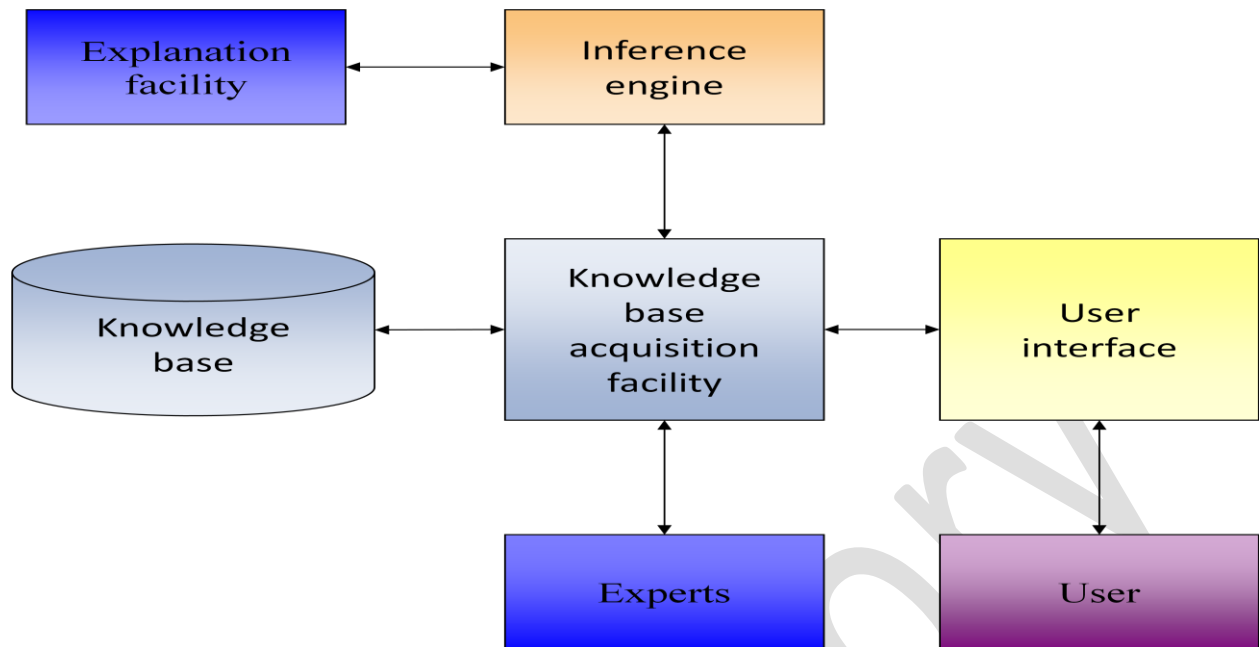 Explanation
facility
Inference
engine
Knowledge
base
Knowledge
base
acquisition
facility
User
interface
Experts
User